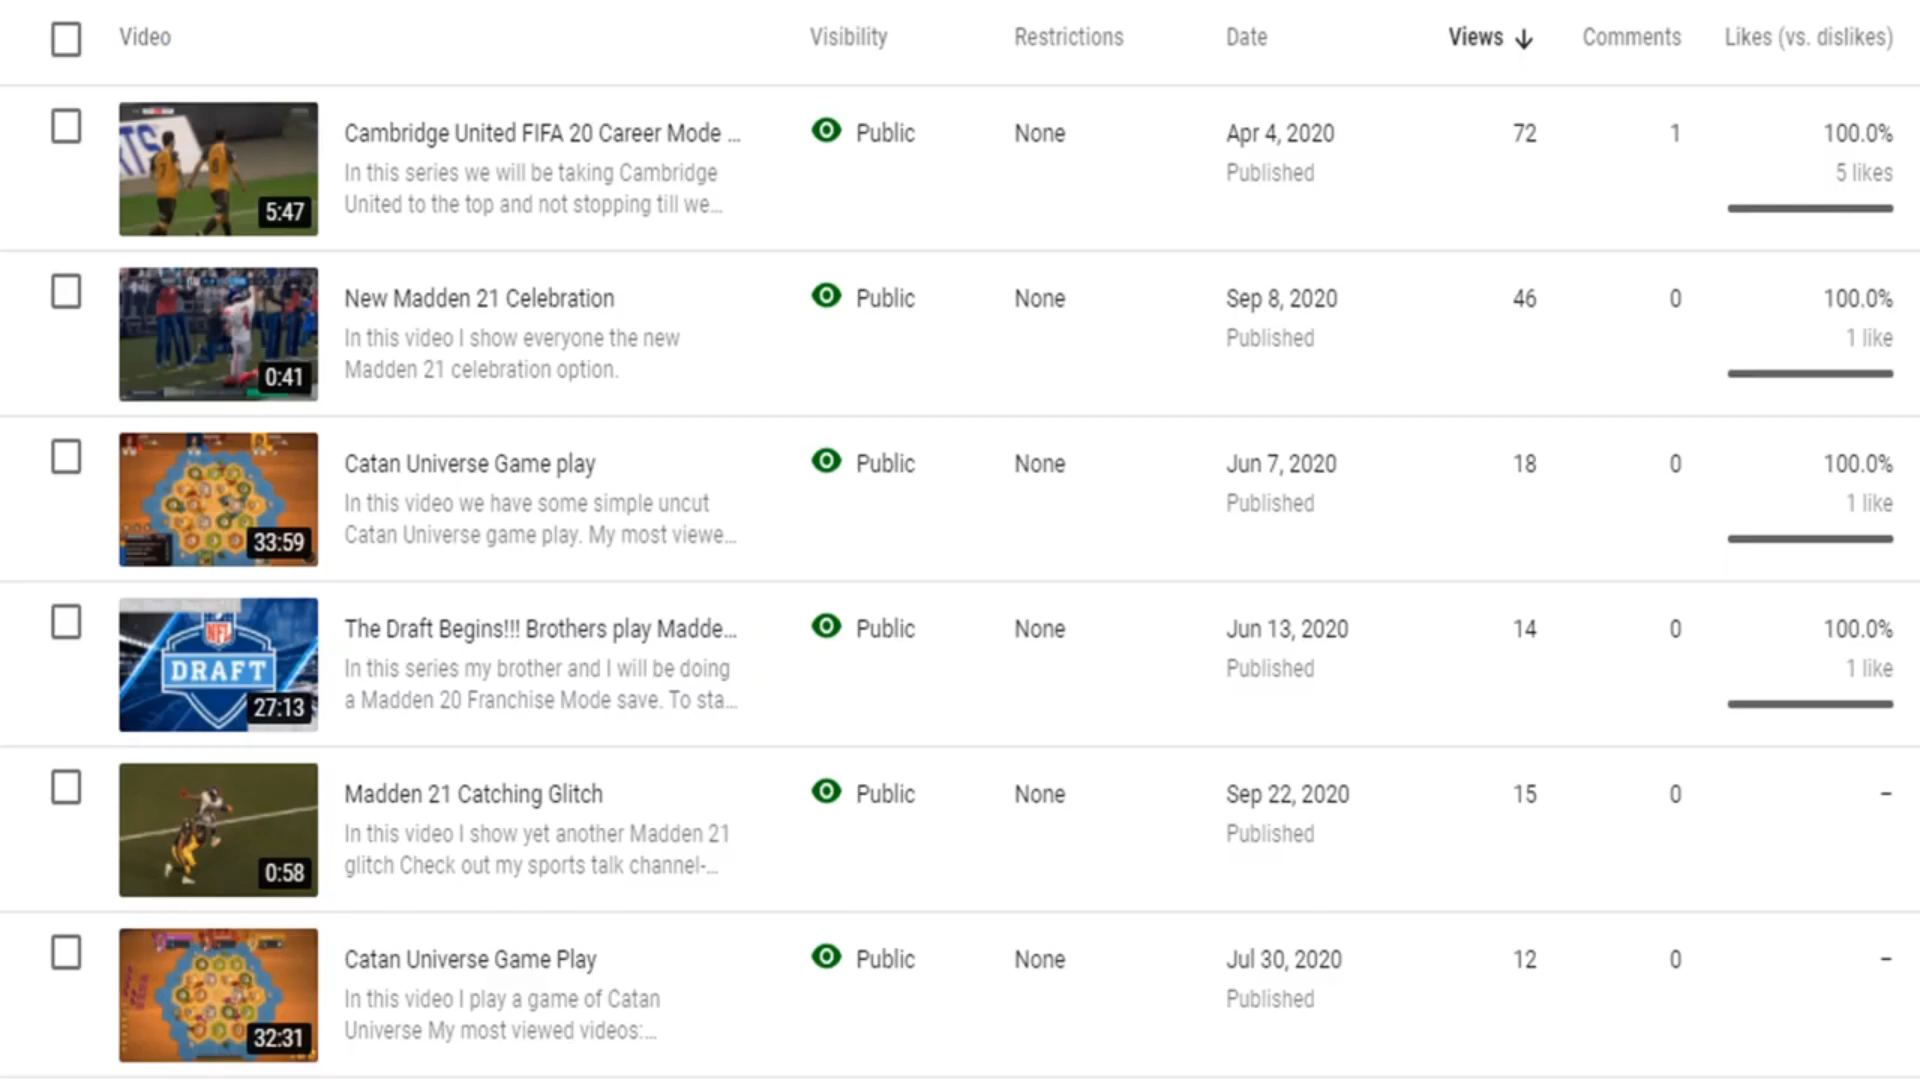 Video Visibility Restrictions Date Views Comments Likes (vs. dislikes)
Cambridge United FIFA 20 Career Mode ... Public None Apr 4, 2020 72 1 100.0%
In this series we will be taking Cambridge Published 5 likes
United to the top and not stopping till we...
5:47
New Madden 21 Celebration Public None Sep 8, 2020 46 0 100.0%
In this video I show everyone the new Published 1 like
Madden 21 celebration option.
0:41
Catan Universe Game play Public None Jun 7, 2020 18 0 100.0%
In this video we have some simple uncut Published 1 like
Catan Universe game play. My most viewe...
33:59
The Draft Begins!!! Brothers play Madde... Public None Jun 13, 2020 14 0 100.0%
NFL
In this series my brother and I will be doing Published 1 like
DRAFT
a Madden 20 Franchise Mode save. To sta...
27:13
Madden 21 Catching Glitch Public None Sep 22, 2020 15 0 –
In this video I show yet another Madden 21 Published
glitch Check out my sports talk channel-...
0:58
Catan Universe Game Play Public None Jul 30, 2020 12 0 –
In this video I play a game of Catan Published
Universe My most viewed videos:...
32:31